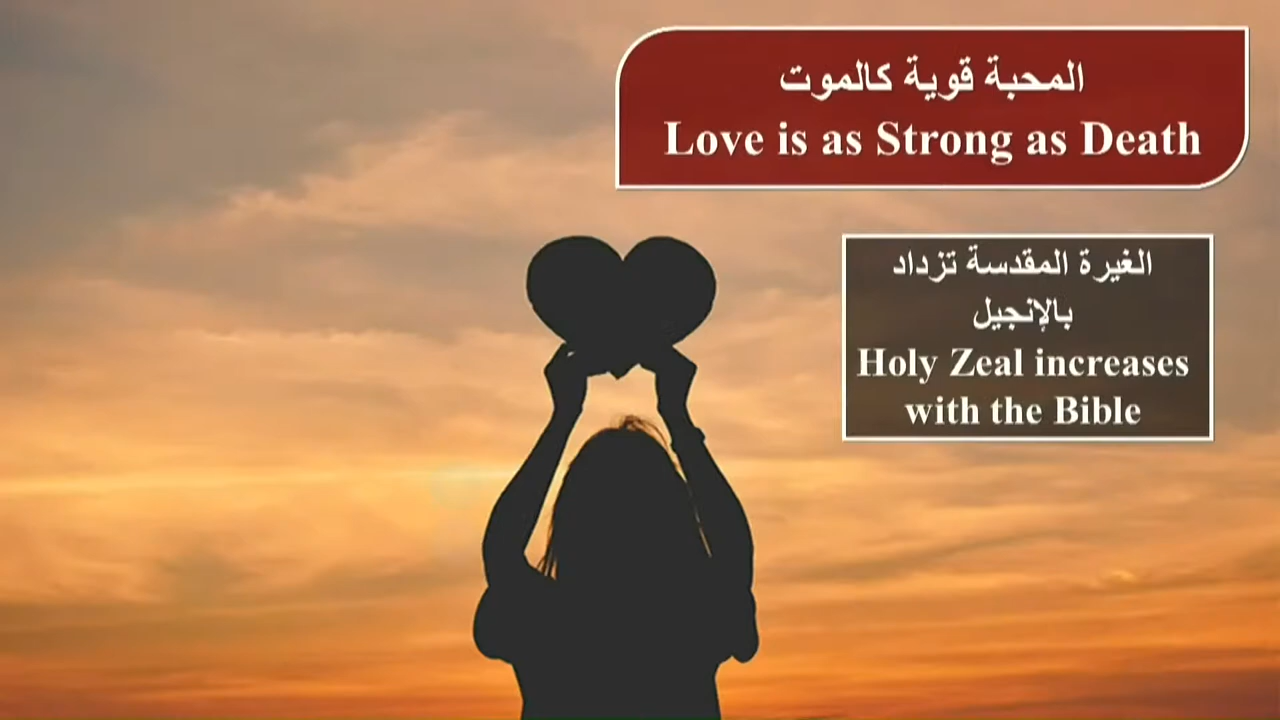 المحبة قوية كالموت
Love is as Strong as Death
الغيرة المقدسة تزداد
بالإنجيل
Holy Zeal increases
with the Bible